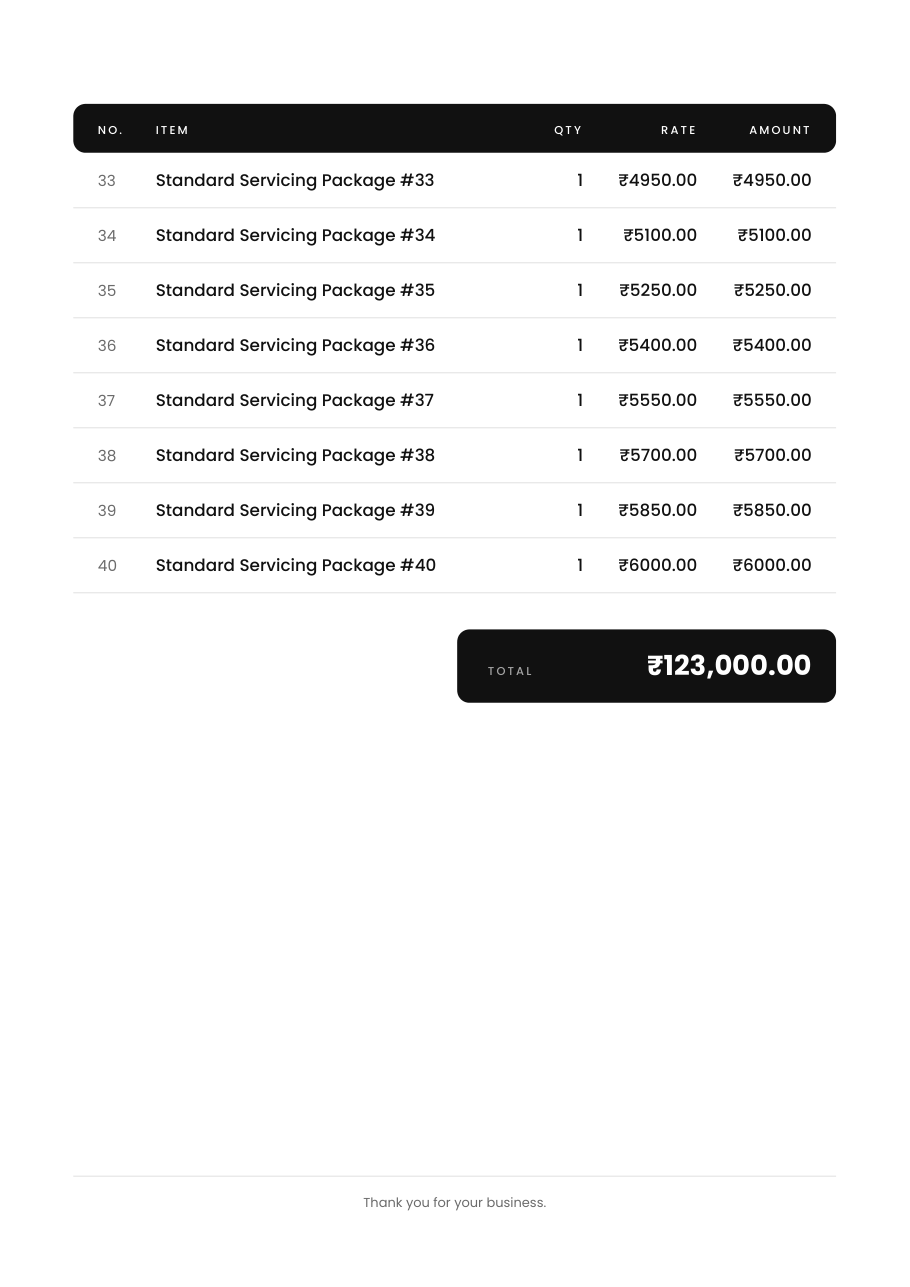 NO. ITEM QTY RATE AMOUNT
33 Standard Servicing Package #33 1 ₹4950.00 ₹4950.00
34 Standard Servicing Package #34 1 ₹5100.00 ₹5100.00
35 Standard Servicing Package #35 1 ₹5250.00 ₹5250.00
36 Standard Servicing Package #36 1 ₹5400.00 ₹5400.00
37 Standard Servicing Package #37 1 ₹5550.00 ₹5550.00
38 Standard Servicing Package #38 1 ₹5700.00 ₹5700.00
39 Standard Servicing Package #39 1 ₹5850.00 ₹5850.00
40 Standard Servicing Package #40 1 ₹6000.00 ₹6000.00
TOTAL ₹123,000.00
Thank you for your business.